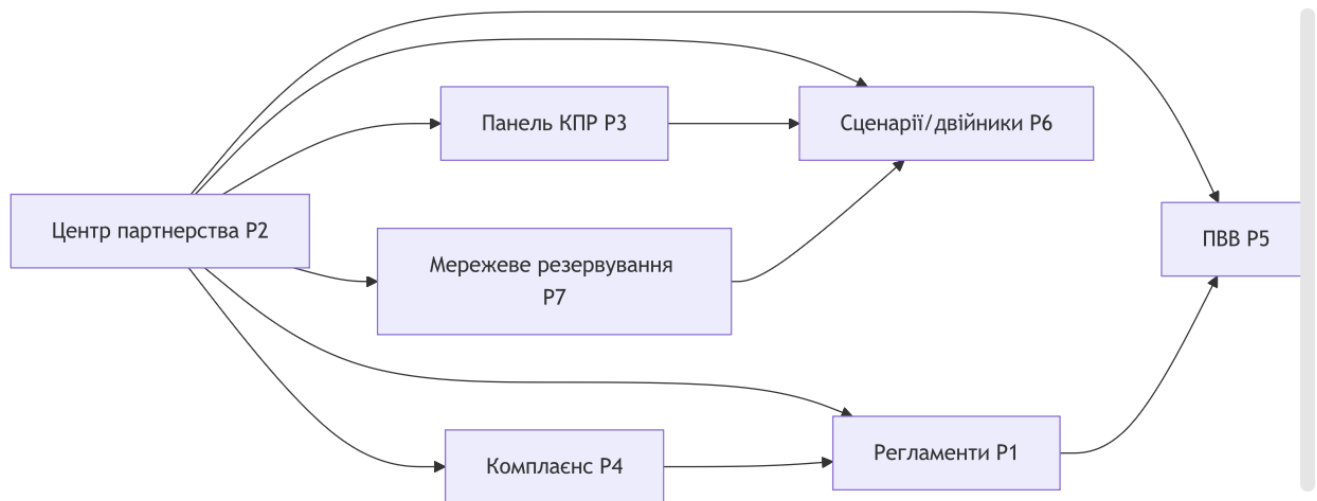 Панель КПР P3
Сценарії/двійники P6
Центр партнерства P2
ПВВ P5
Мережеве резервування
P7
Регламенти P1
Комплаєнс P4